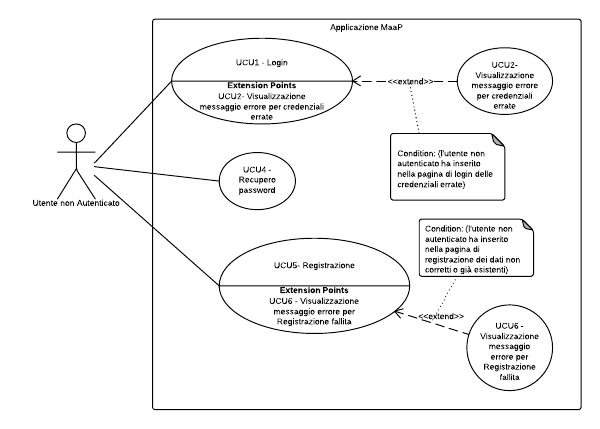 Applicazione MaaP
UCU1 - Login
Extension Points
UCU2- Visualizzazione
messaggio errore per credenziali
errate
<<extend>>
UCU2-
Visualizzazione
messaggio errore
per credenziali
errate
Condition: {l'utente non
autenticato ha inserito
nella pagina di login delle
credenziali errate}
Utente non Autenticato
UCU4 -
Recupero
password
Condition: {l'utente non
autenticato ha inserito
nella pagina di
registrazione dei dati non
corretti o già esistenti}
UCU5- Registrazione
Extension Points
UCU6 - Visualizzazione
messaggio errore per
Registrazione fallita
<<extend>>
UCU6 -
Visualizzazione
messaggio
errore per
Registrazione
fallita